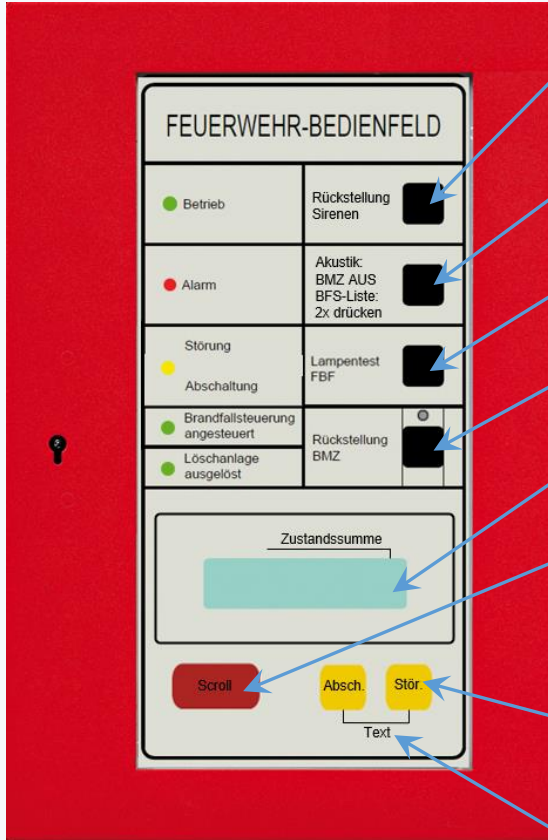 FEUERWEHR-BEDIENFELD
Betrieb
Rückstellung
Sirenen
Alarm
Akustik:
BMZ AUS
BFS-Liste:
2x drücken
Störung
Abschaltung
Lampentest
FBF
Brandfallsteuerung
angesteuert
Löschanlage
ausgelöst
Rückstellung
BMZ
Zustandssumme
Scroll
Absch.
Stör.
Text